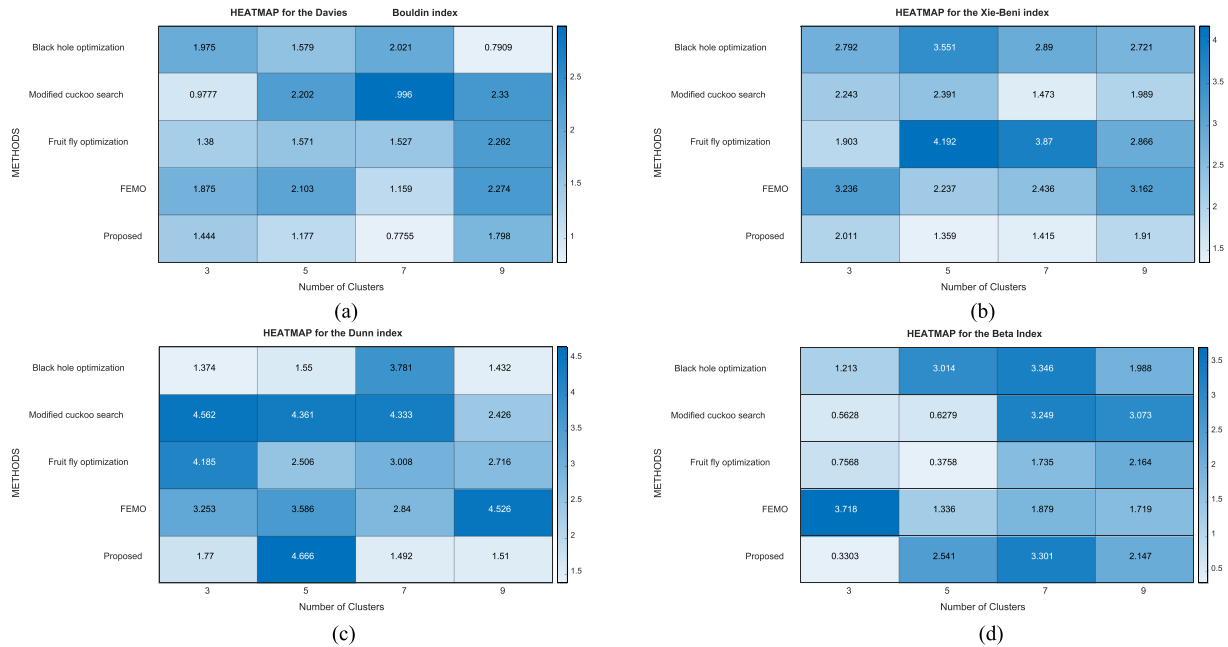 HEATMAP for the Davies Bouldin index
Black hole optimization 1.975 1.579 2.021 0.7909
Modified cuckoo search 0.9777 2.202 .996 2.33
Fruit fly optimization 1.38 1.571 1.527 2.262
FEMO 1.875 2.103 1.159 2.274
Proposed 1.444 1.177 0.7755 1.798
METHODS
3 5 7 9
Number of Clusters
2.5
2
1.5
1
(a)
HEATMAP for the Xie-Beni index
Black hole optimization 2.792 3.551 2.89 2.721
Modified cuckoo search 2.243 2.391 1.473 1.989
Fruit fly optimization 1.903 4.192 3.87 2.866
FEMO 3.236 2.237 2.436 3.162
Proposed 2.011 1.359 1.415 1.91
METHODS
3 5 7 9
Number of Clusters
4
3.5
3
2.5
2
1.5
(b)
HEATMAP for the Dunn index
Black hole optimization 1.374 1.55 3.781 1.432
Modified cuckoo search 4.562 4.361 4.333 2.426
Fruit fly optimization 4.185 2.506 3.008 2.716
FEMO 3.253 3.586 2.84 4.526
Proposed 1.77 4.666 1.492 1.51
METHODS
3 5 7 9
Number of Clusters
4.5
4
3.5
3
2.5
2
1.5
(c)
HEATMAP for the Beta Index
Black hole optimization 1.213 3.014 3.346 1.988
Modified cuckoo search 0.5628 0.6279 3.249 3.073
Fruit fly optimization 0.7568 0.3758 1.735 2.164
FEMO 3.718 1.336 1.879 1.719
Proposed 0.3303 2.541 3.301 2.147
METHODS
3 5 7 9
Number of Clusters
3.5
3
2.5
2
1.5
1
0.5
(d)